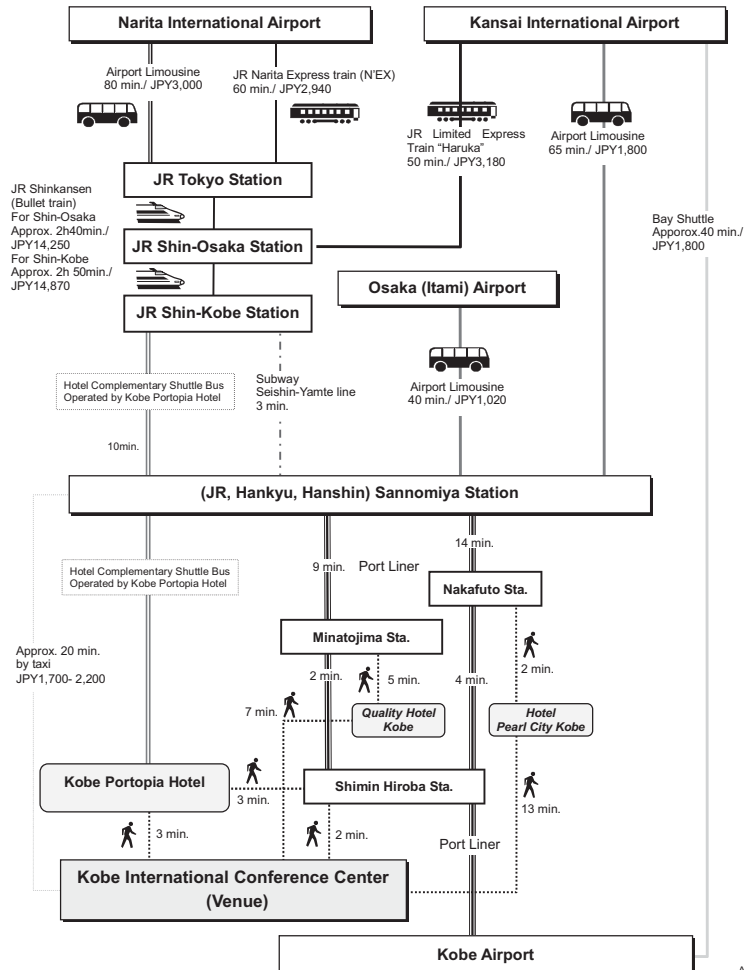 Narita International Airport
Kansai International Airport
Airport Limousine
80 min./ JPY3,000
JR Narita Express train (N'EX)
60 min./ JPY2,940
JR Limited Express
Train “Haruka”
50 min./ JPY3,180
Airport Limousine
65 min./ JPY1,800
JR Tokyo Station
JR Shinkansen
(Bullet train)
For Shin-Osaka
Approx. 2h40min./
JPY14,250
For Shin-Kobe
Approx. 2h 50min./
JPY14,870
JR Shin-Osaka Station
Bay Shuttle
Apporox.40 min./
JPY1,800
Osaka (Itami) Airport
JR Shin-Kobe Station
Hotel Complementary Shuttle Bus
Operated by Kobe Portopia Hotel
Subway
Seishin-Yamte line
3 min.
Airport Limousine
40 min./ JPY1,020
10min.
(JR, Hankyu, Hanshin) Sannomiya Station
14 min.
9 min.
Port Liner
Hotel Complementary Shuttle Bus
Operated by Kobe Portopia Hotel
Nakafuto Sta.
Minatojima Sta.
Approx. 20 min.
by taxi
JPY1,700- 2,200
2 min.
5 min.
4 min.
2 min.
7 min.
Quality Hotel
Kobe
Hotel
Pearl City Kobe
Kobe Portopia Hotel
3 min.
Shimin Hiroba Sta.
13 min.
3 min.
2 min.
Port Liner
Kobe International Conference Center
(Venue)
Kobe Airport